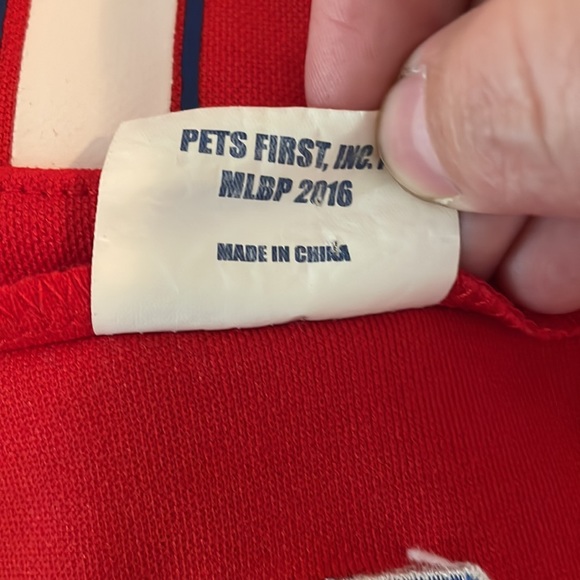 PETS FIRST, INC.
MLBP 2016
MADE IN CHINA